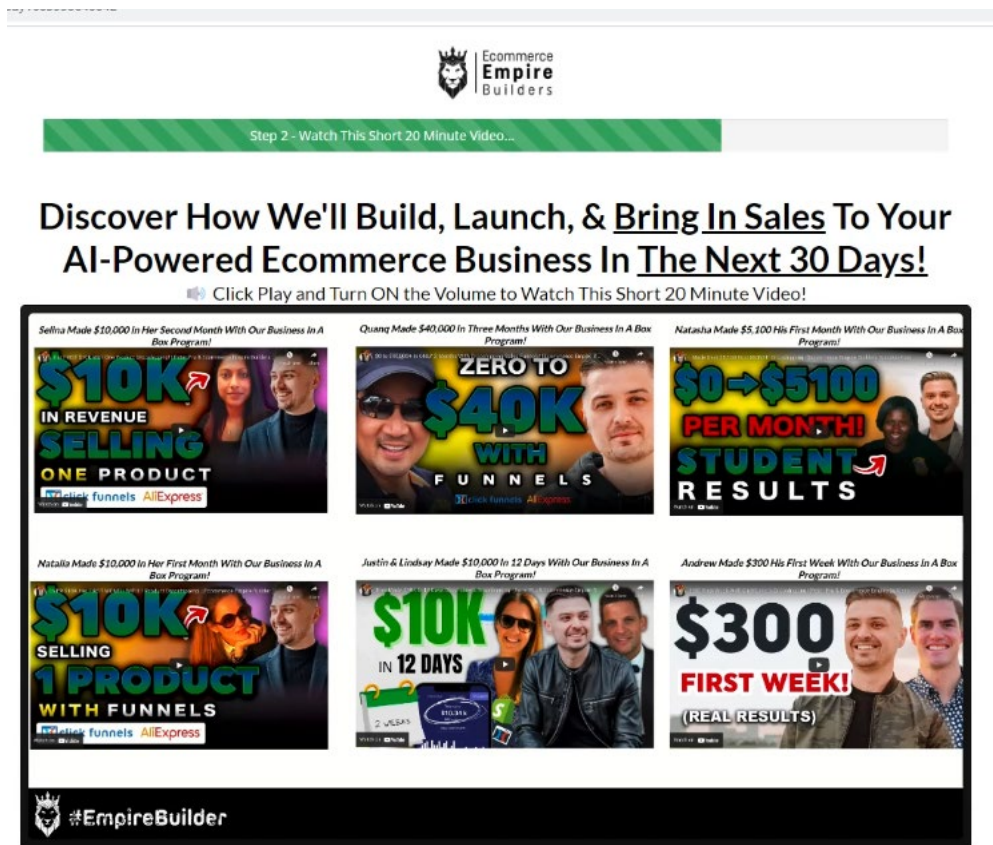 Ecommerce
Empire
Builders
Step 2 - Watch This Short 20 Minute Video...
Discover How We'll Build, Launch, & Bring In Sales To Your
AI-Powered Ecommerce Business In The Next 30 Days!
Click Play and Turn ON the Volume to Watch This Short 20 Minute Video!
Selina Made $10,000 in Her Second Month With Our Business In A
Box Program!
$10K
IN REVENUE
SELLING
ONE PRODUCT
click funnels AliExpress
Quang Made $40,000 In Three Months With Our Business In A Box
Program!
ZERO TO
$40K
WITH
FUNNELS
click funnels AliExpress
Natasha Made $5,100 His First Month With Our Business In A Box
Program!
$0→$5100
PER MONTH!
STUDENT
RESULTS
Natalia Made $10,000 In Her First Month With Our Business In A
Box Program!
$10K
SELLING
1 PRODUCT
WITH FUNNELS
click funnels AliExpress
Justin & Lindsay Made $10,000 In 12 Days With Our Business In A
Box Program!
$10K
IN 12 DAYS
2 WEEKS
Andrew Made $300 His First Week With Our Business In A Box
Program!
$300
FIRST WEEK!
(REAL RESULTS)
#EmpireBuilder